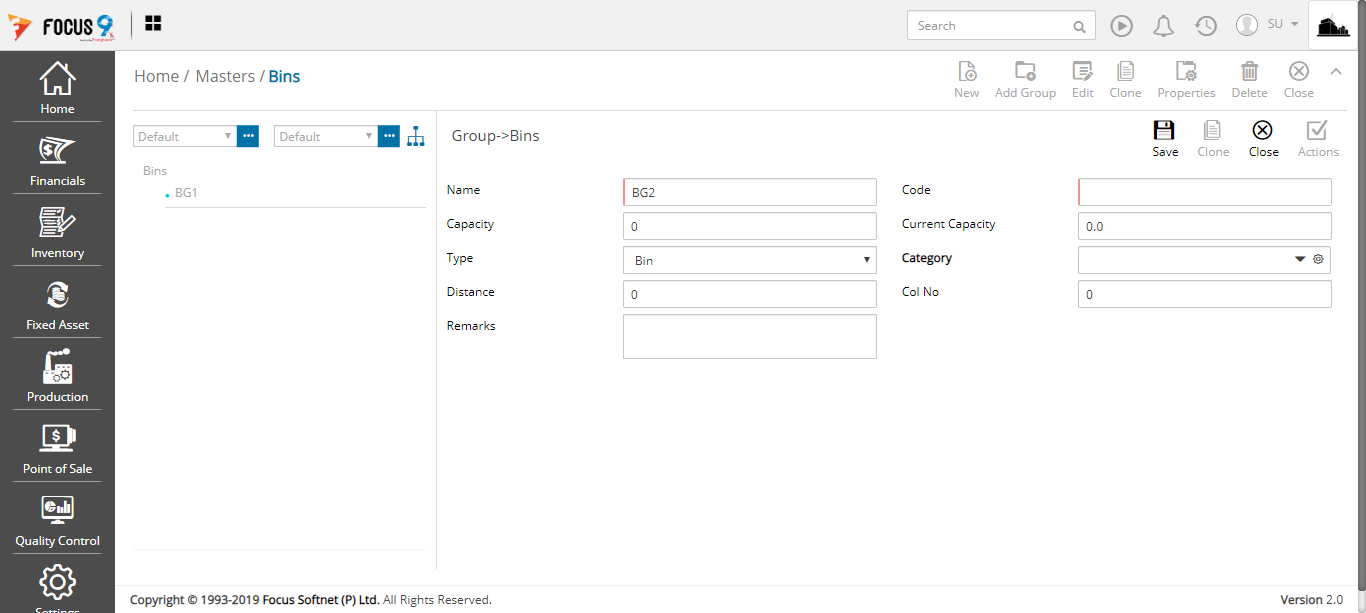 FOCUS 9
Search
SU
Home
Financials
Inventory
Fixed Asset
Production
Point of Sale
Quality Control
Settings
Home / Masters / Bins
New Add Group Edit Clone Properties Delete Close
Default ... Default ...
Bins
BG1
Group->Bins
Save Clone Close Actions
Name BG2 Code
Capacity 0 Current Capacity 0.0
Type Bin Category
Distance 0 Col No 0
Remarks
Copyright © 1993-2019 Focus Softnet (P) Ltd. All Rights Reserved. Version 2.0